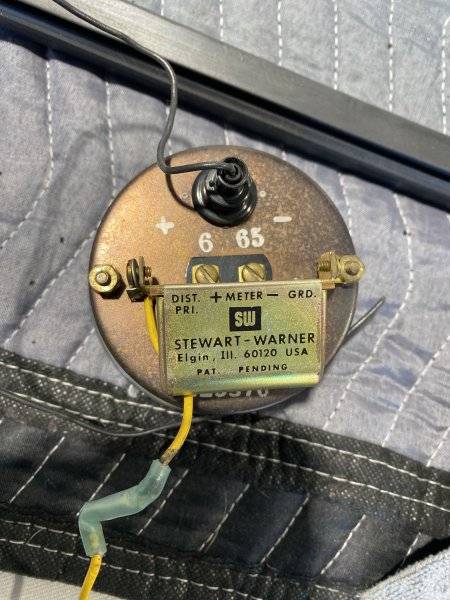 + −
6 65
DIST. + METER − GRD.
PRI.
SW
STEWART-WARNER
Elgin, Ill. 60120 USA
PAT. PENDING